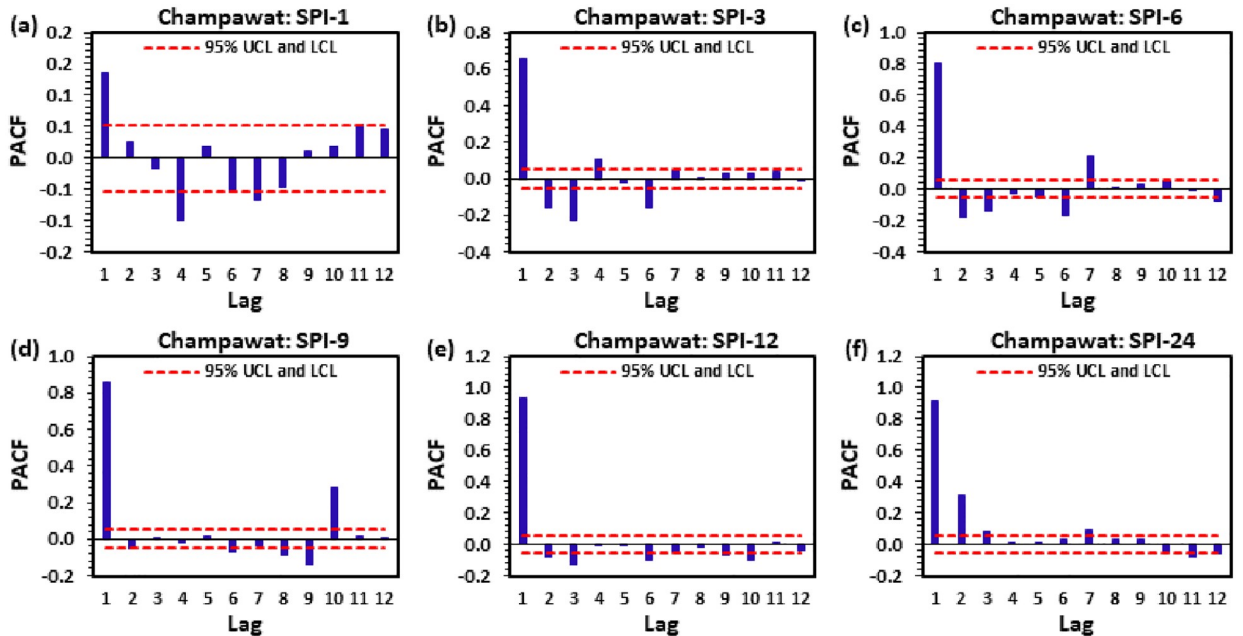 (a) Champawat: SPI-1
95% UCL and LCL
PACF
0.2
0.2
0.1
0.1
0.0
-0.1
-0.1
-0.2
1 2 3 4 5 6 7 8 9 10 11 12
Lag
(b) Champawat: SPI-3
95% UCL and LCL
PACF
0.8
0.6
0.4
0.2
0.0
-0.2
-0.4
1 2 3 4 5 6 7 8 9 10 11 12
Lag
(c) Champawat: SPI-6
95% UCL and LCL
PACF
1.0
0.8
0.6
0.4
0.2
0.0
-0.2
-0.4
1 2 3 4 5 6 7 8 9 10 11 12
Lag
(d) Champawat: SPI-9
95% UCL and LCL
PACF
1.0
0.8
0.6
0.4
0.2
0.0
-0.2
1 2 3 4 5 6 7 8 9 10 11 12
Lag
(e) Champawat: SPI-12
95% UCL and LCL
PACF
1.2
1.0
0.8
0.6
0.4
0.2
0.0
-0.2
1 2 3 4 5 6 7 8 9 10 11 12
Lag
(f) Champawat: SPI-24
95% UCL and LCL
PACF
1.2
1.0
0.8
0.6
0.4
0.2
0.0
-0.2
1 2 3 4 5 6 7 8 9 10 11 12
Lag